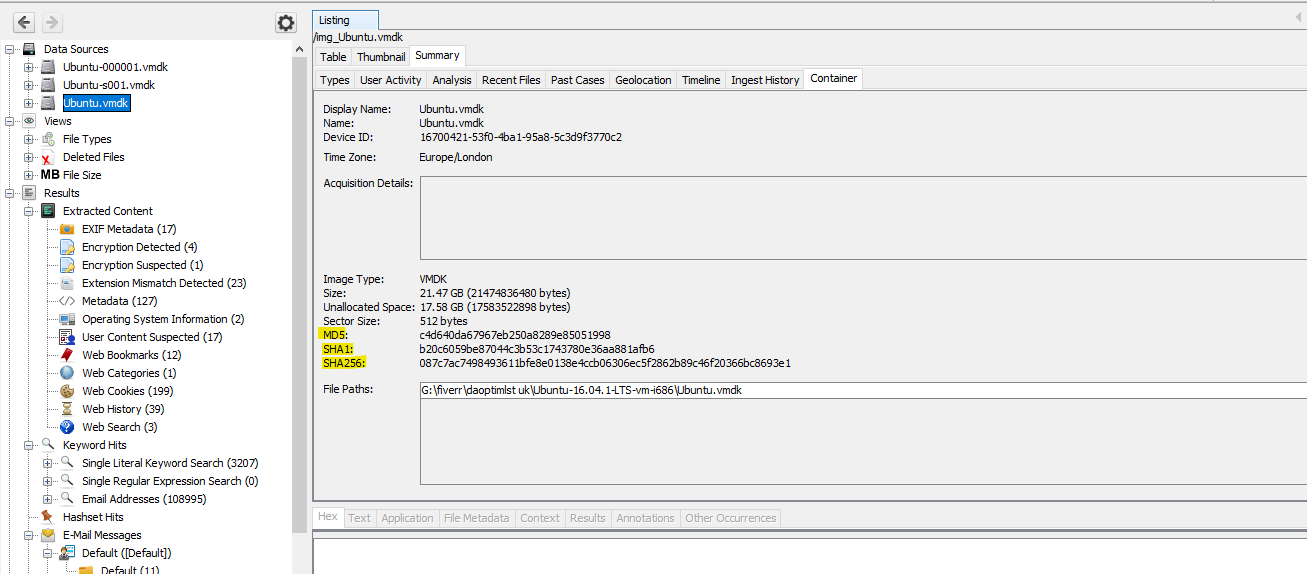 Data Sources
Ubuntu-000001.vmdk
Ubuntu-s001.vmdk
Ubuntu.vmdk
Views
File Types
Deleted Files
MB File Size
Results
Extracted Content
EXIF Metadata (17)
Encryption Detected (4)
Encryption Suspected (1)
Extension Mismatch Detected (23)
Metadata (127)
Operating System Information (2)
User Content Suspected (17)
Web Bookmarks (12)
Web Categories (1)
Web Cookies (199)
Web History (39)
Web Search (3)
Keyword Hits
Single Literal Keyword Search (3207)
Single Regular Expression Search (0)
Email Addresses (108995)
Hashset Hits
E-Mail Messages
Default ([Default])
Default (11)
Listing
/img_Ubuntu.vmdk
Table Thumbnail Summary
Types User Activity Analysis Recent Files Past Cases Geolocation Timeline Ingest History Container
Display Name: Ubuntu.vmdk
Name: Ubuntu.vmdk
Device ID: 16700421-53f0-4ba1-95a8-5c3d9f3770c2
Time Zone: Europe/London
Acquisition Details:
Image Type: VMDK
Size: 21.47 GB (21474836480 bytes)
Unallocated Space: 17.58 GB (17583522898 bytes)
Sector Size: 512 bytes
MD5: c4d640da67967eb250a8289e85051998
SHA1: b20c6059be87044c3b53c1743780e36aa881afb6
SHA256: 087c7ac7498493611bfe8e0138e4ccb06306ec5f2862b89c46f20366bc8693e1
File Paths: G:\fiverr\daoptimlst uk\Ubuntu-16.04.1-LTS-vm-i686\Ubuntu.vmdk
Hex Text Application File Metadata Context Results Annotations Other Occurrences